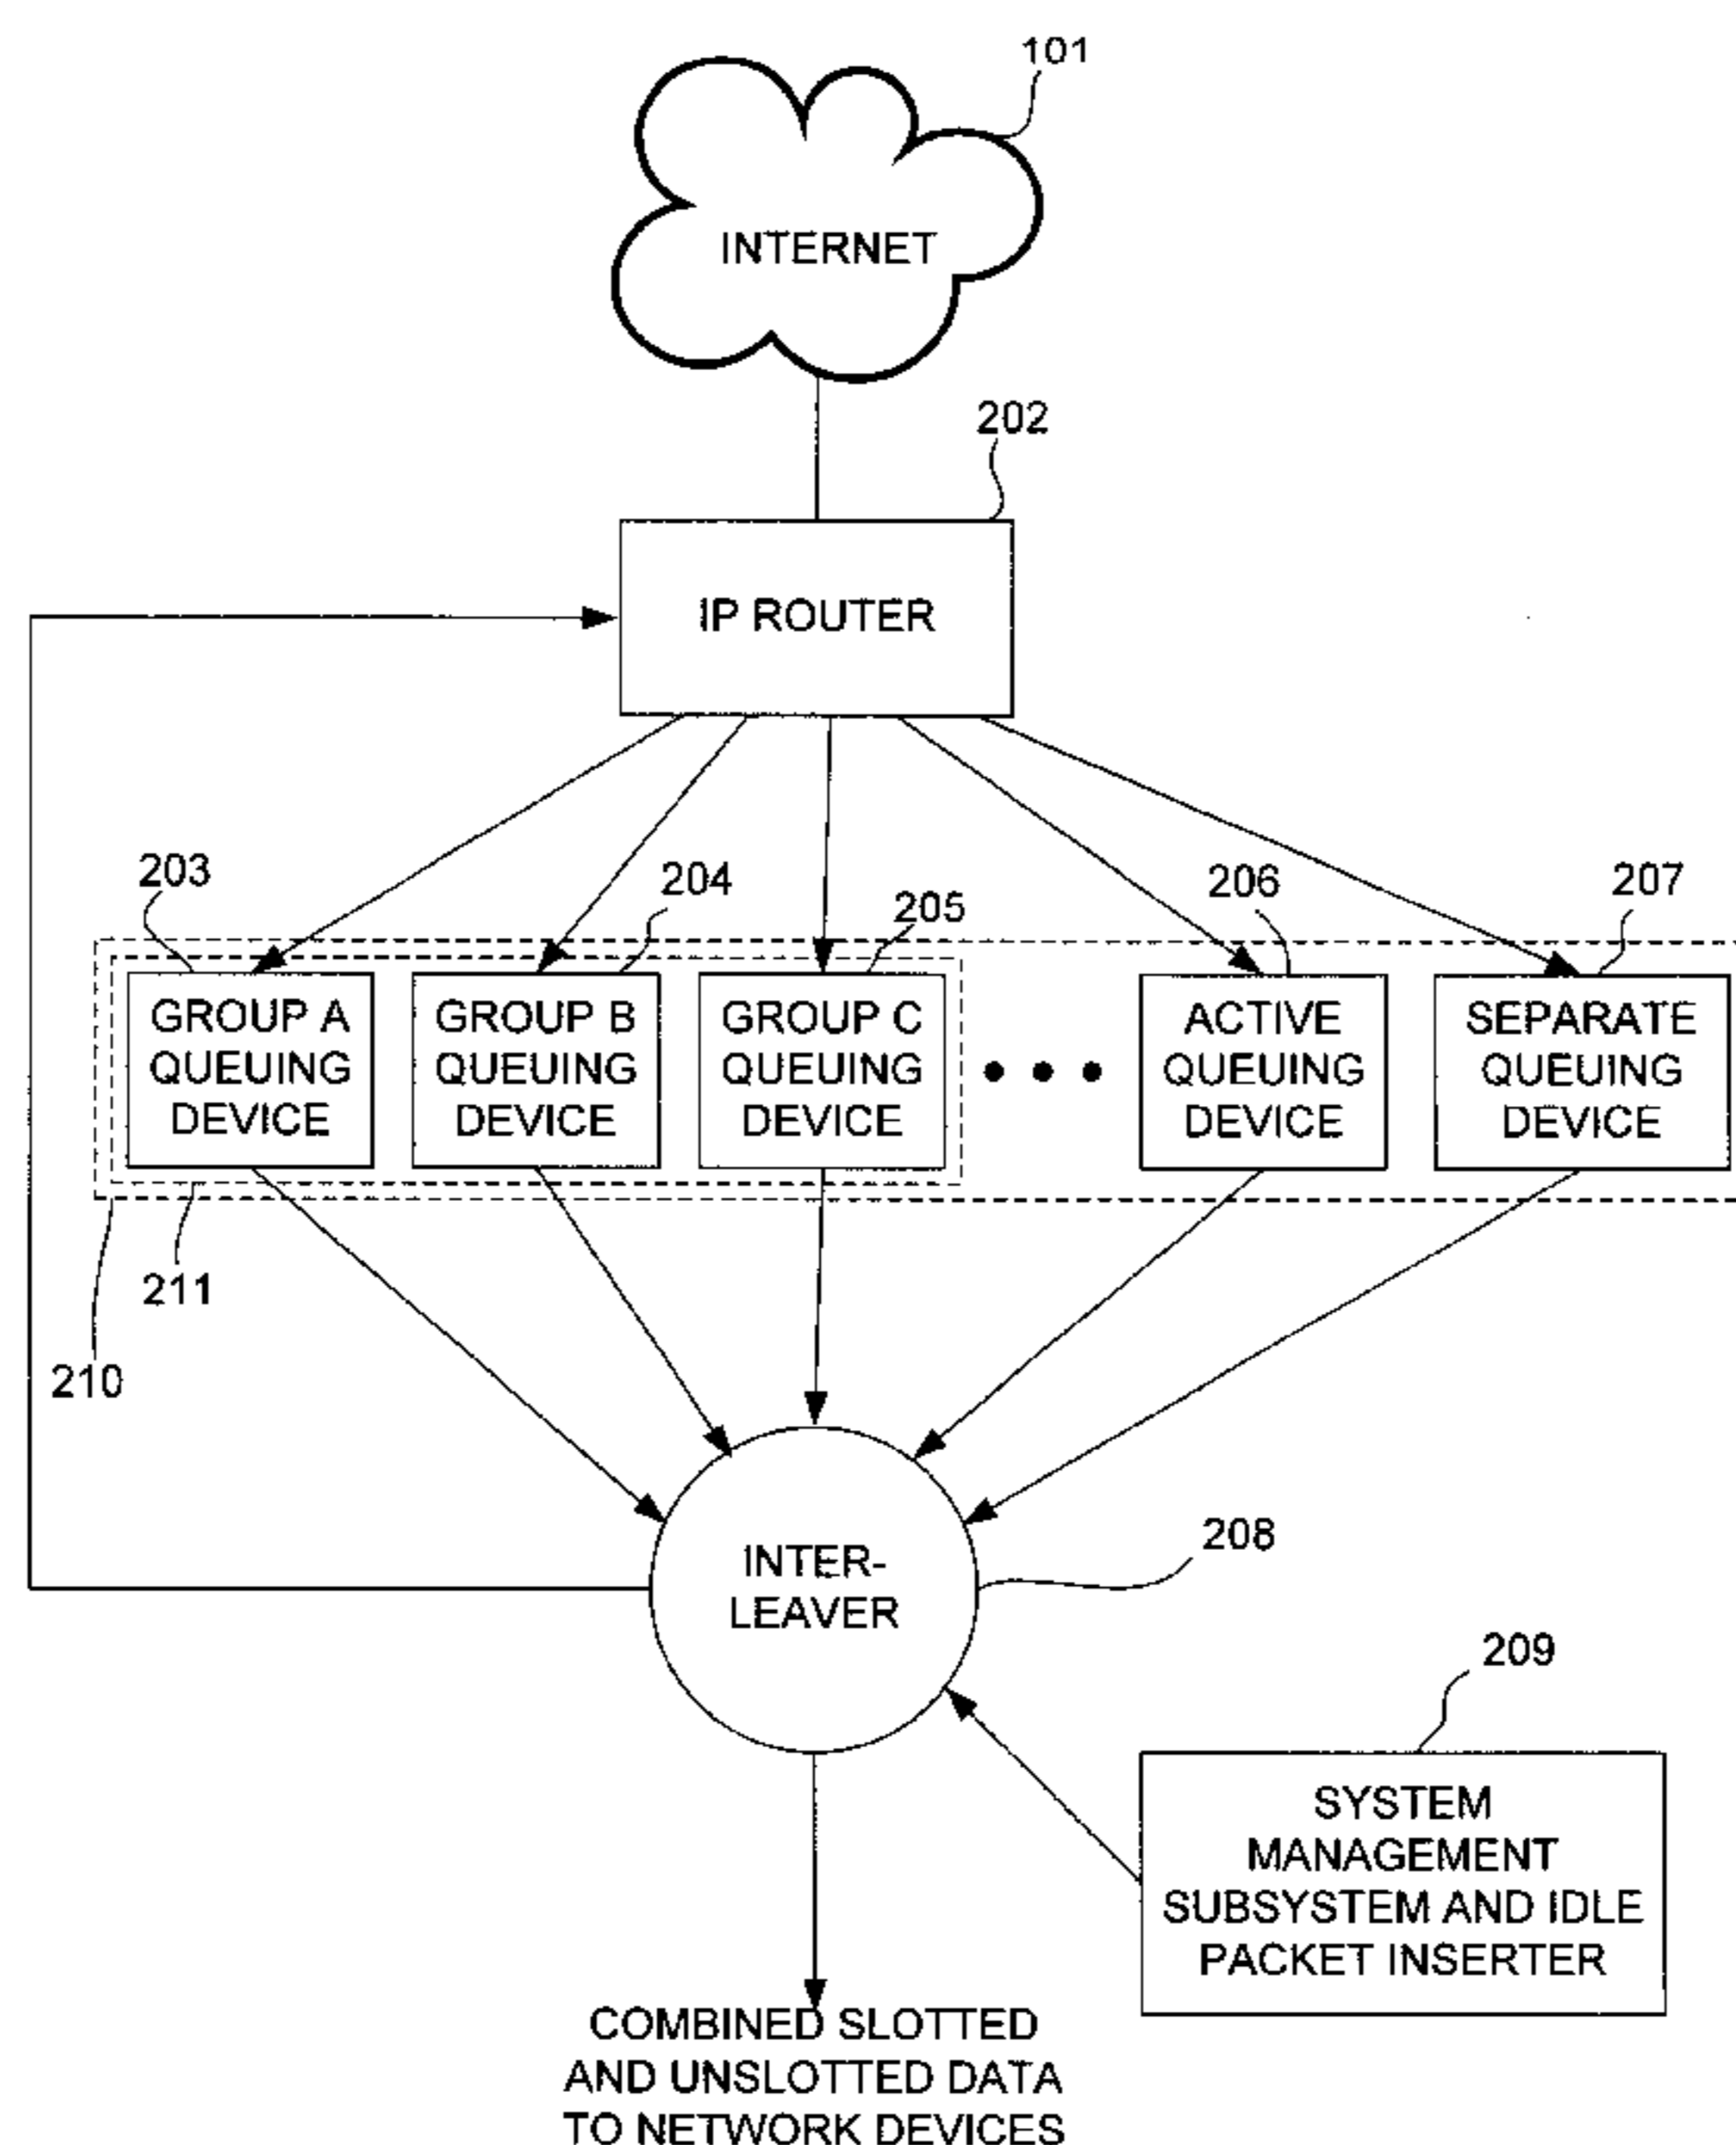 101
INTERNET
202
IP ROUTER
203
204
205
206
207
GROUP A
QUEUING
DEVICE
GROUP B
QUEUING
DEVICE
GROUP C
QUEUING
DEVICE
ACTIVE
QUEUING
DEVICE
SEPARATE
QUEUING
DEVICE
211
210
INTER-
LEAVER
208
209
SYSTEM
MANAGEMENT
SUBSYSTEM AND IDLE
PACKET INSERTER
COMBINED SLOTTED
AND UNSLOTTED DATA
TO NETWORK DEVICES